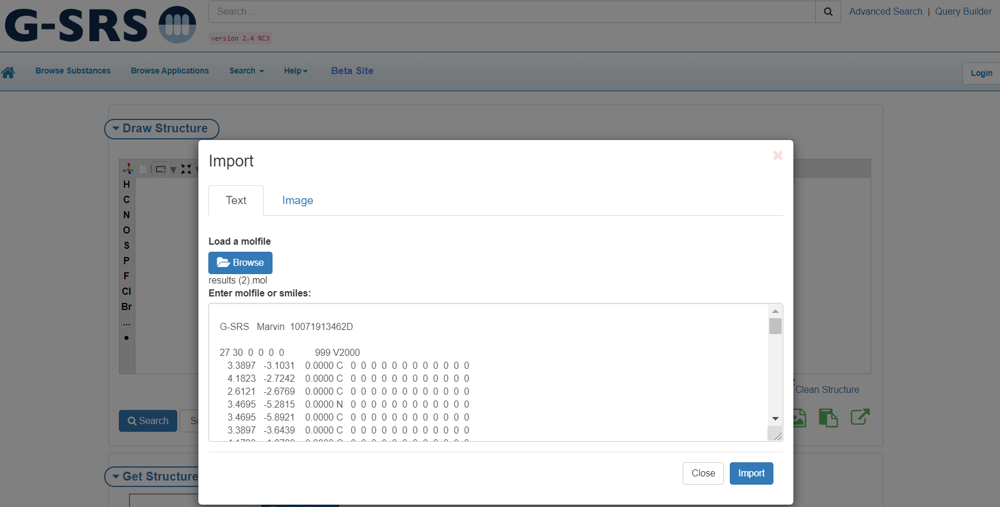 G-SRS
Search ...
Advanced Search | Query Builder
version 2.4 RC3
Browse Substances
Browse Applications
Search
Help
Beta Site
Login
Draw Structure
H
C
N
O
S
P
F
Cl
Br
...
Import
Text
Image
Load a molfile
Browse
results (2).mol
Enter molfile or smiles:
G-SRS Marvin 10071913462D
27 30 0 0 0 0 999 V2000
3.3897 -3.1031 0.0000 C 0 0 0 0 0 0 0 0 0 0 0 0
4.1823 -2.7242 0.0000 C 0 0 0 0 0 0 0 0 0 0 0 0
2.6121 -2.6769 0.0000 C 0 0 0 0 0 0 0 0 0 0 0 0
3.4695 -5.2815 0.0000 N 0 0 0 0 0 0 0 0 0 0 0 0
3.4695 -5.8921 0.0000 C 0 0 0 0 0 0 0 0 0 0 0 0
3.3897 -3.6439 0.0000 C 0 0 0 0 0 0 0 0 0 0 0 0
Clean Structure
Search
Close
Import
Get Structure